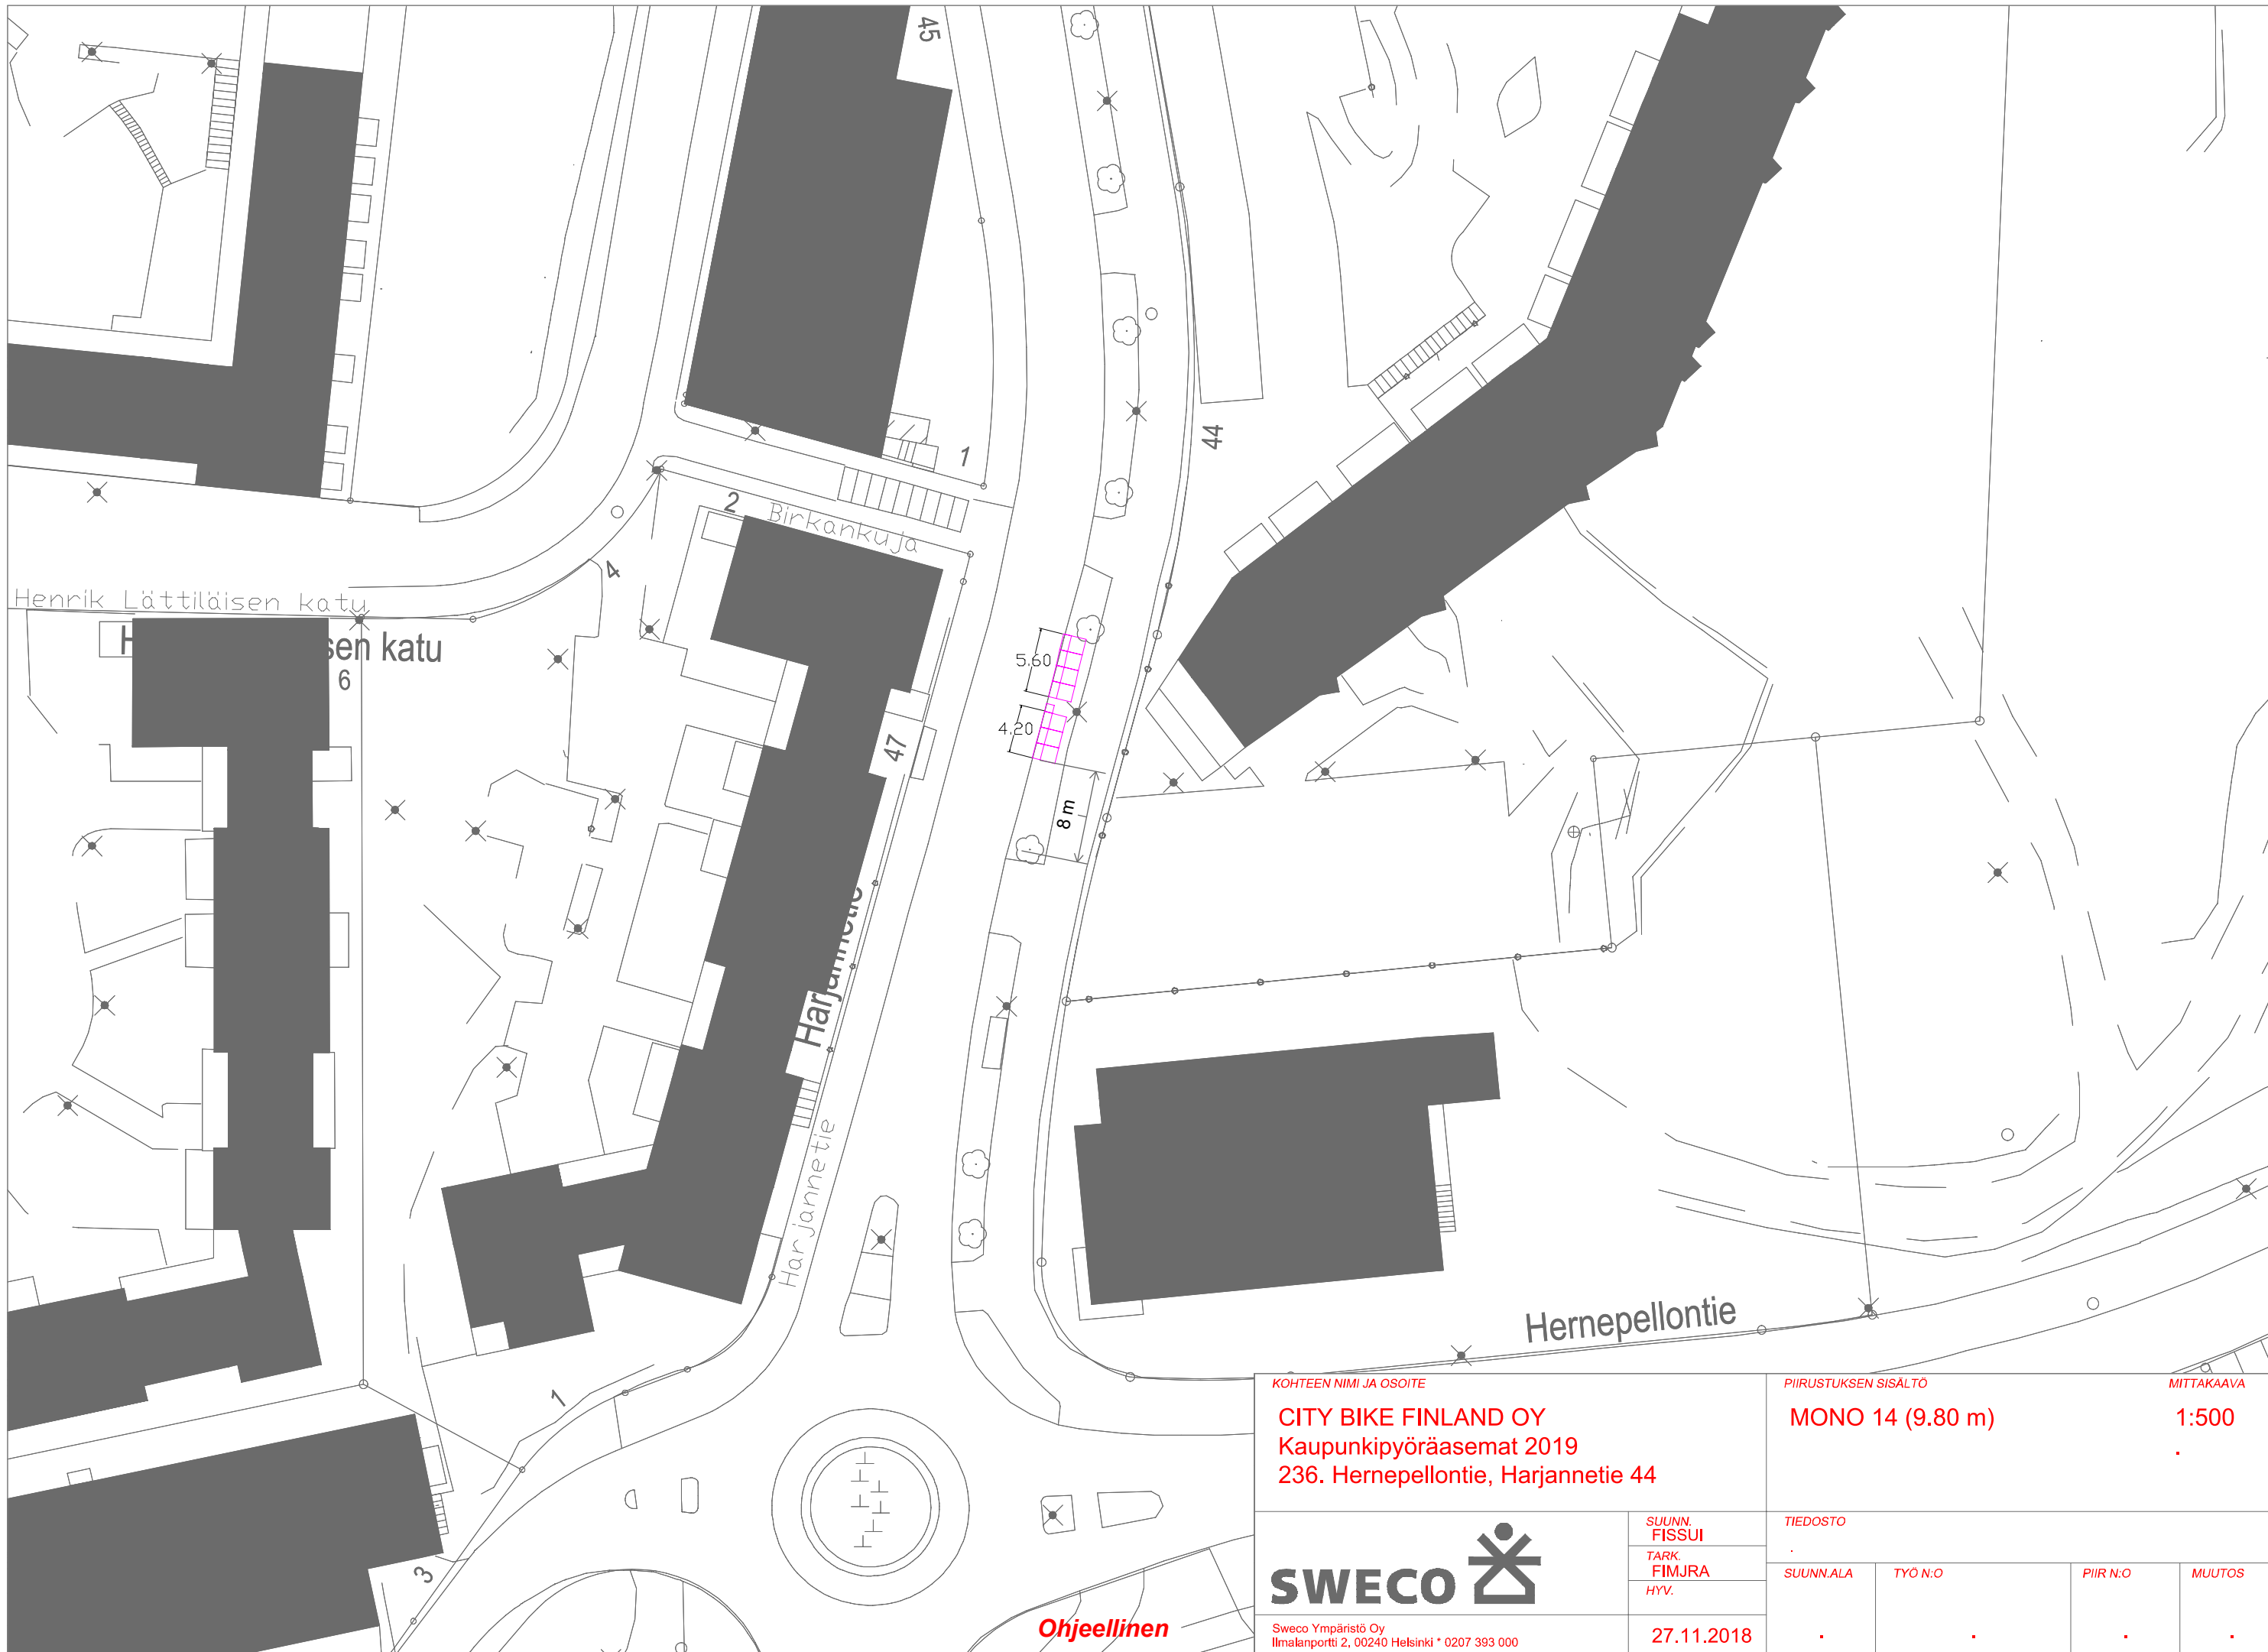 45
1
2
Birkankuja
44
4
Henrik Lättiläisen katu
H sen katu
6
5.60
4.20
47
8 m
Harjannetie
Harjannetie
1
3
Hernepellontie
Ohjeellinen
KOHTEEN NIMI JA OSOITE
CITY BIKE FINLAND OY
Kaupunkipyöräasemat 2019
236. Hernepellontie, Harjannetie 44
PIIRUSTUKSEN SISÄLTÖ
MITTAKAAVA
MONO 14 (9.80 m)
1:500
.
SWECO
SUUNN.
FISSUI
TARK.
FIMJRA
HYV.
TIEDOSTO
.
SUUNN.ALA
TYÖ N:O
PIIR N:O
MUUTOS
Sweco Ympäristö Oy
Ilmalanportti 2, 00240 Helsinki * 0207 393 000
27.11.2018
. . . .